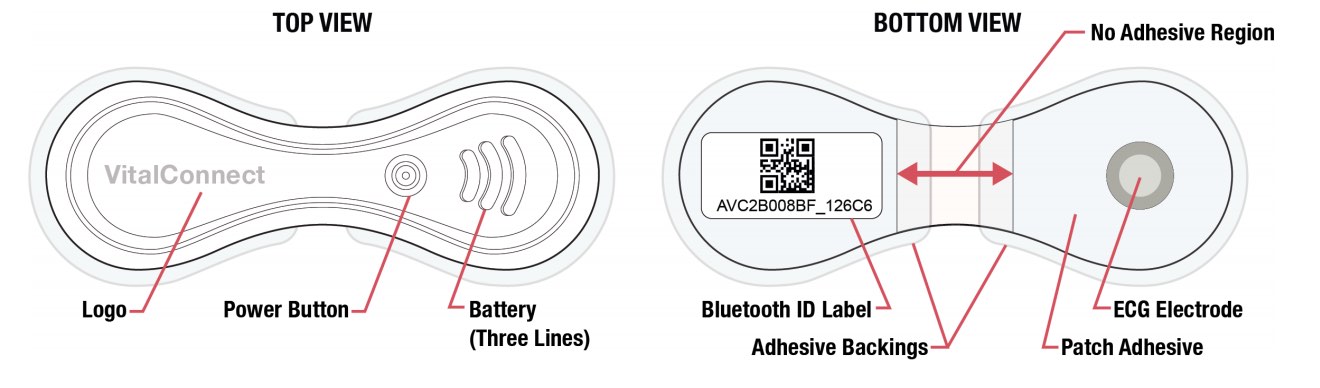 TOP VIEW
VitalConnect
Logo
Power Button
Battery
(Three Lines)
BOTTOM VIEW
No Adhesive Region
AVC2B008BF_126C6
Bluetooth ID Label
Adhesive Backings
ECG Electrode
Patch Adhesive